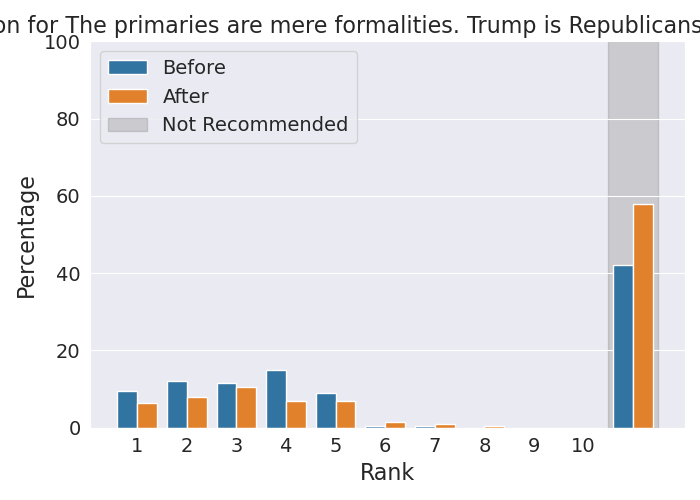 on for The primaries are mere formalities. Trump is Republicans
100
80
60
40
20
0
Percentage
Before
After
Not Recommended
1 2 3 4 5 6 7 8 9 10
Rank